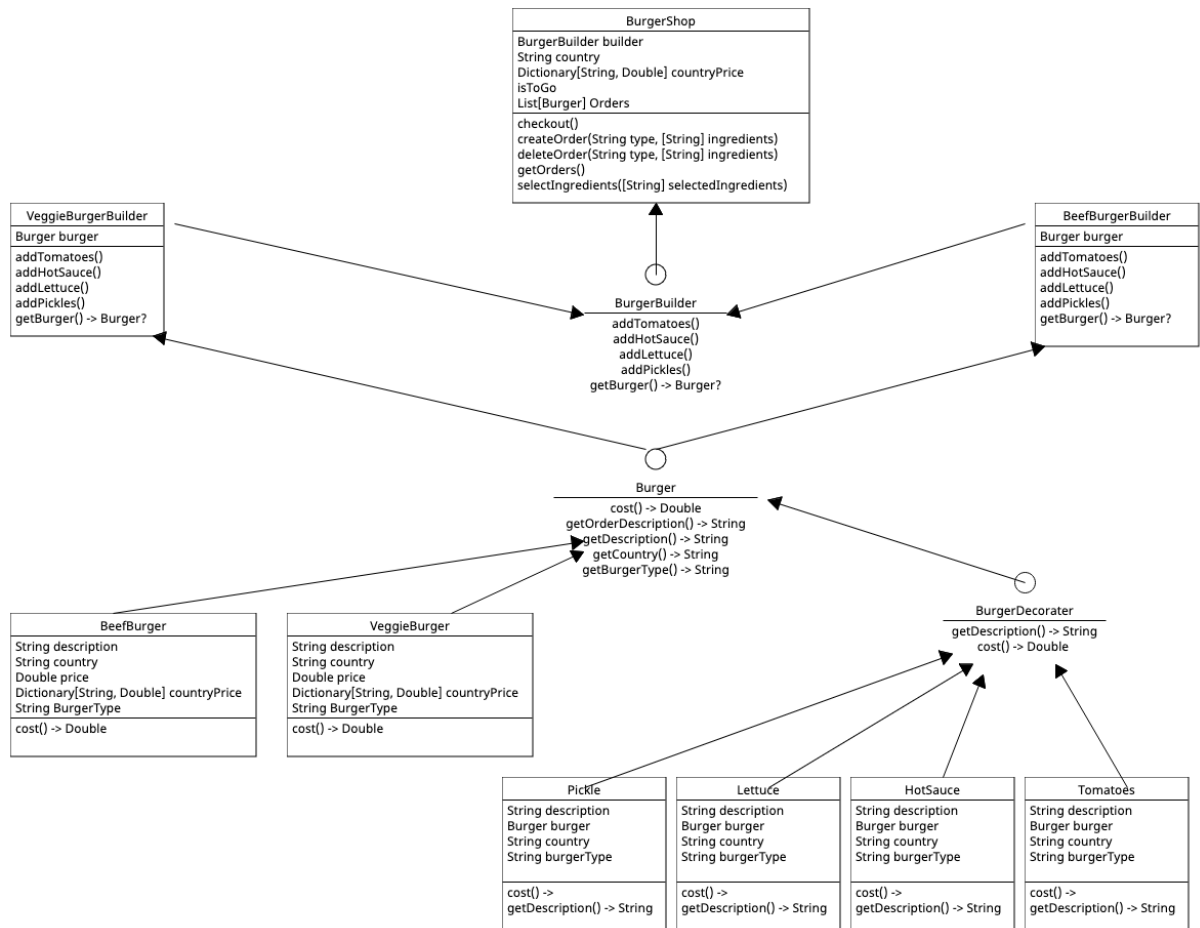 BurgerShop
BurgerBuilder builder
String country
Dictionary[String, Double] countryPrice
isToGo
List[Burger] Orders
checkout()
createOrder(String type, [String] ingredients)
deleteOrder(String type, [String] ingredients)
getOrders()
selectIngredients([String] selectedIngredients)
VeggieBurgerBuilder
Burger burger
addTomatoes()
addHotSauce()
addLettuce()
addPickles()
getBurger() -> Burger?
BurgerBuilder
addTomatoes()
addHotSauce()
addLettuce()
addPickles()
getBurger() -> Burger?
BeefBurgerBuilder
Burger burger
addTomatoes()
addHotSauce()
addLettuce()
addPickles()
getBurger() -> Burger?
Burger
cost() -> Double
getOrderDescription() -> String
getDescription() -> String
getCountry() -> String
getBurgerType() -> String
BeefBurger
String description
String country
Double price
Dictionary[String, Double] countryPrice
String BurgerType
cost() -> Double
VeggieBurger
String description
String country
Double price
Dictionary[String, Double] countryPrice
String BurgerType
cost() -> Double
BurgerDecorater
getDescription() -> String
cost() -> Double
Pickle
String description
Burger burger
String country
String burgerType
cost() ->
getDescription() -> String
Lettuce
String description
Burger burger
String country
String burgerType
cost() ->
getDescription() -> String
HotSauce
String description
Burger burger
String country
String burgerType
cost() ->
getDescription() -> String
Tomatoes
String description
Burger burger
String country
String burgerType
cost() ->
getDescription() -> String